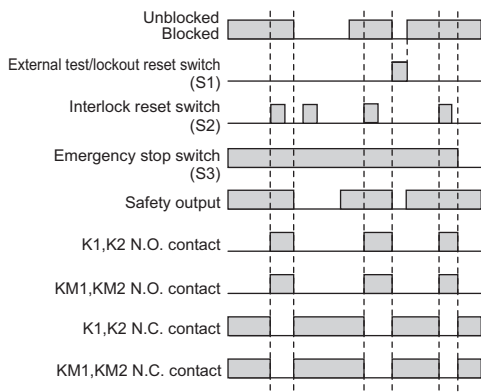 Unblocked
Blocked
External test/lockout reset switch
(S1)
Interlock reset switch
(S2)
Emergency stop switch
(S3)
Safety output
K1,K2 N.O. contact
KM1,KM2 N.O. contact
K1,K2 N.C. contact
KM1,KM2 N.C. contact